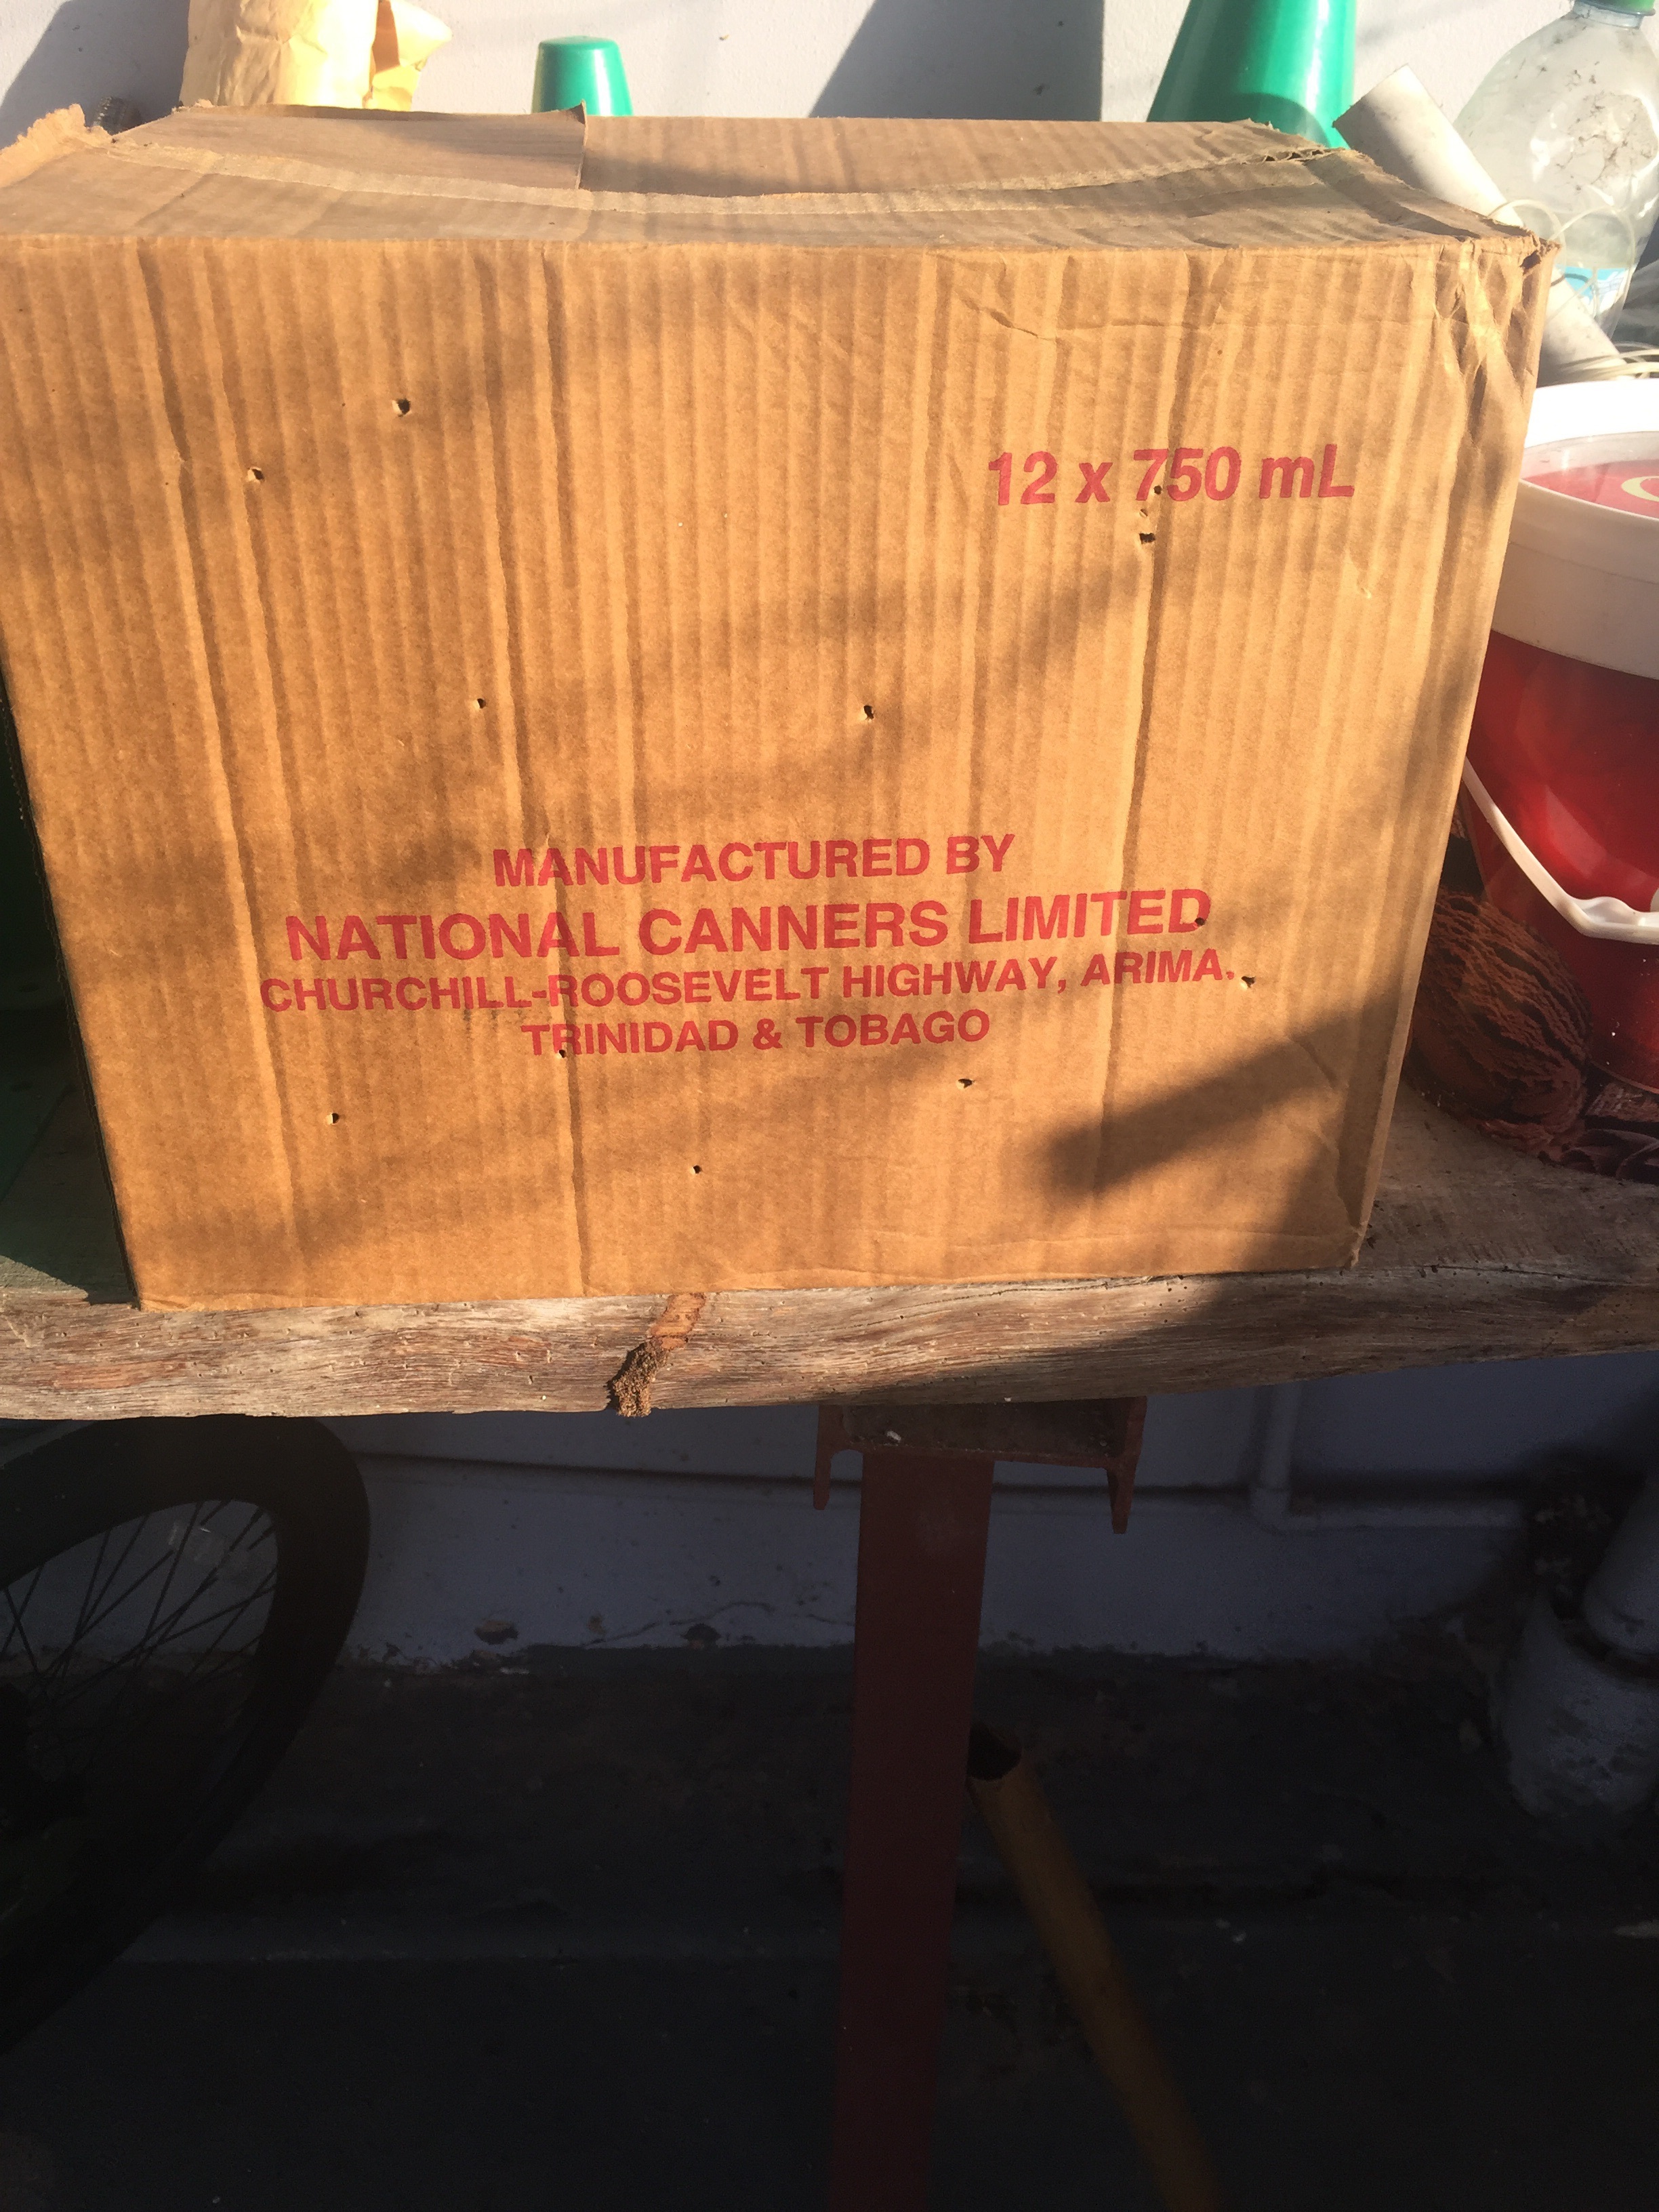 12 x 750 mL
MANUFACTURED BY
NATIONAL CANNERS LIMITED
CHURCHILL-ROOSEVELT HIGHWAY, ARIMA.
TRINIDAD & TOBAGO